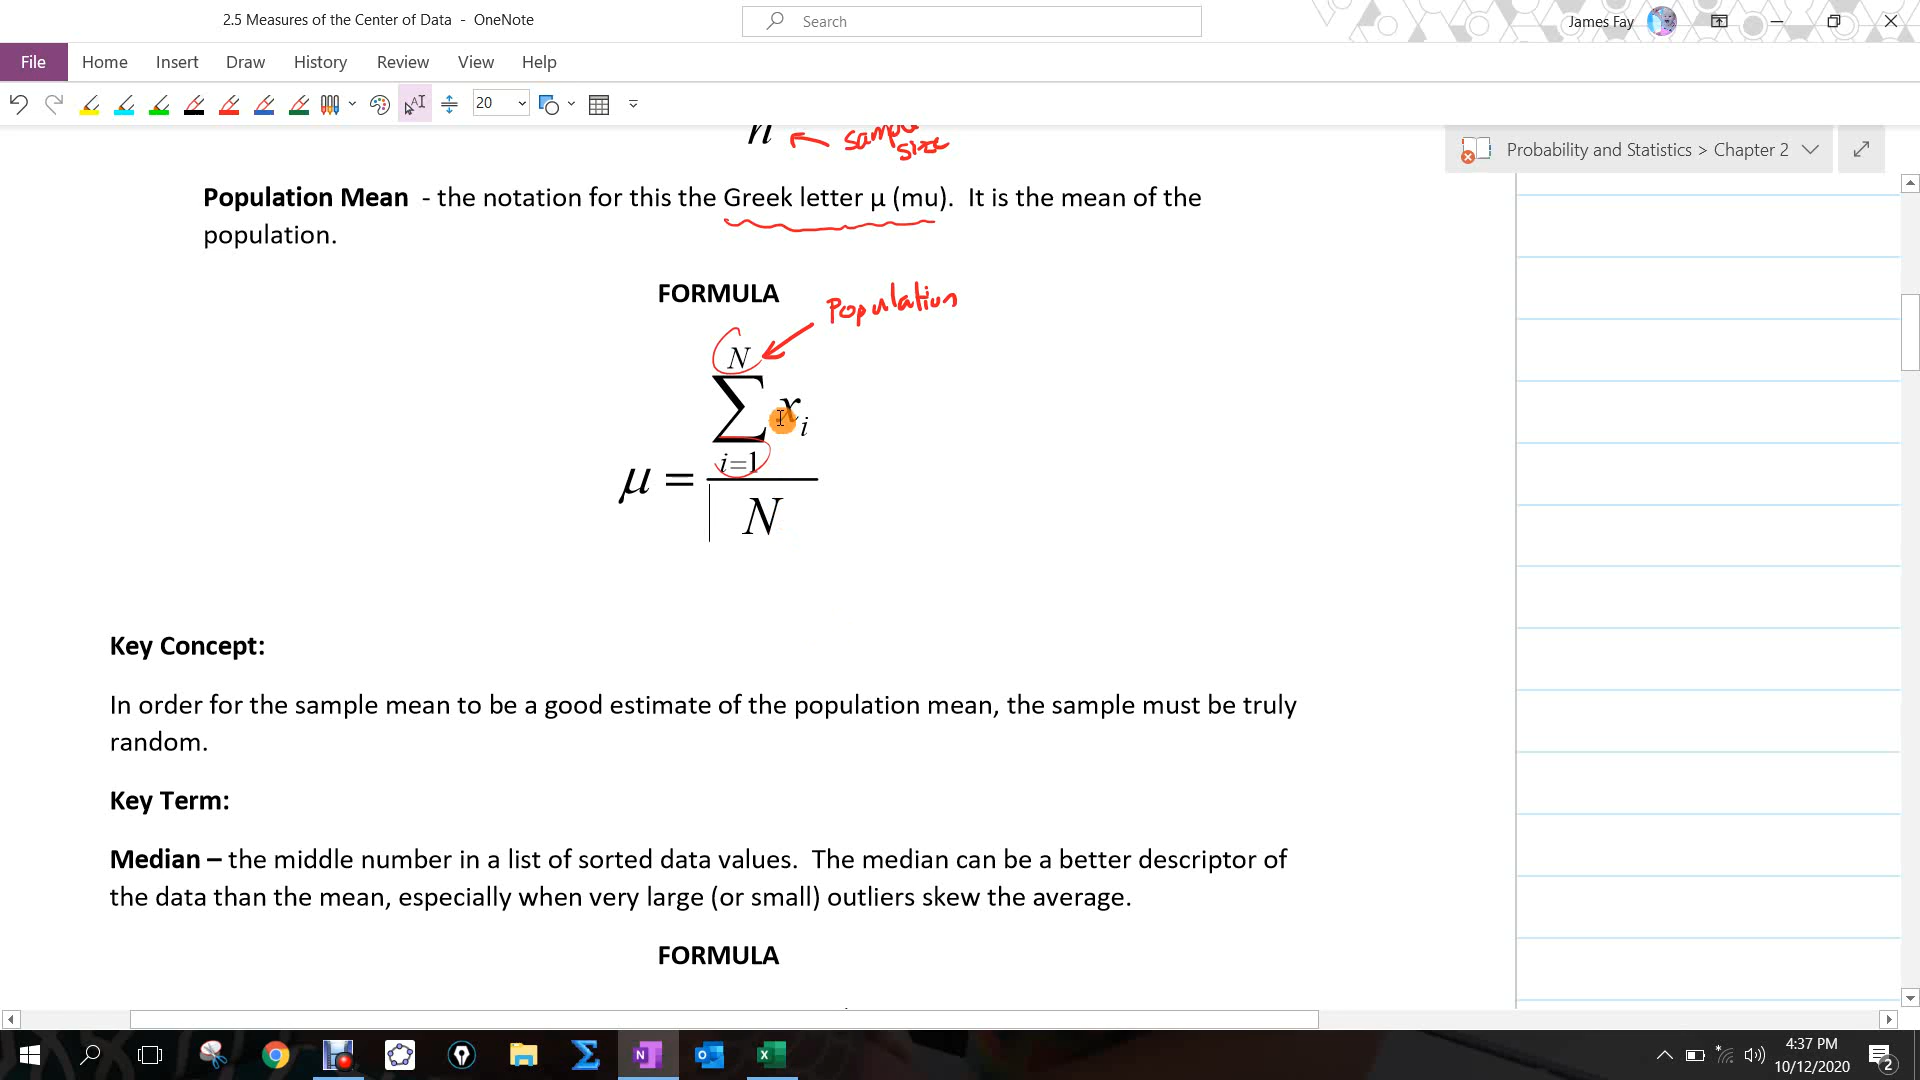 2.5 Measures of the Center of Data - OneNote
Search
James Fay
File Home Insert Draw History Review View Help
20
Probability and Statistics > Chapter 2
n sample
size
Population Mean - the notation for this the Greek letter μ (mu). It is the mean of the
population.
FORMULA
Population
N
∑ xᵢ
i=1
μ =
N
Key Concept:
In order for the sample mean to be a good estimate of the population mean, the sample must be truly
random.
Key Term:
Median – the middle number in a list of sorted data values. The median can be a better descriptor of
the data than the mean, especially when very large (or small) outliers skew the average.
FORMULA
4:37 PM
10/12/2020
2